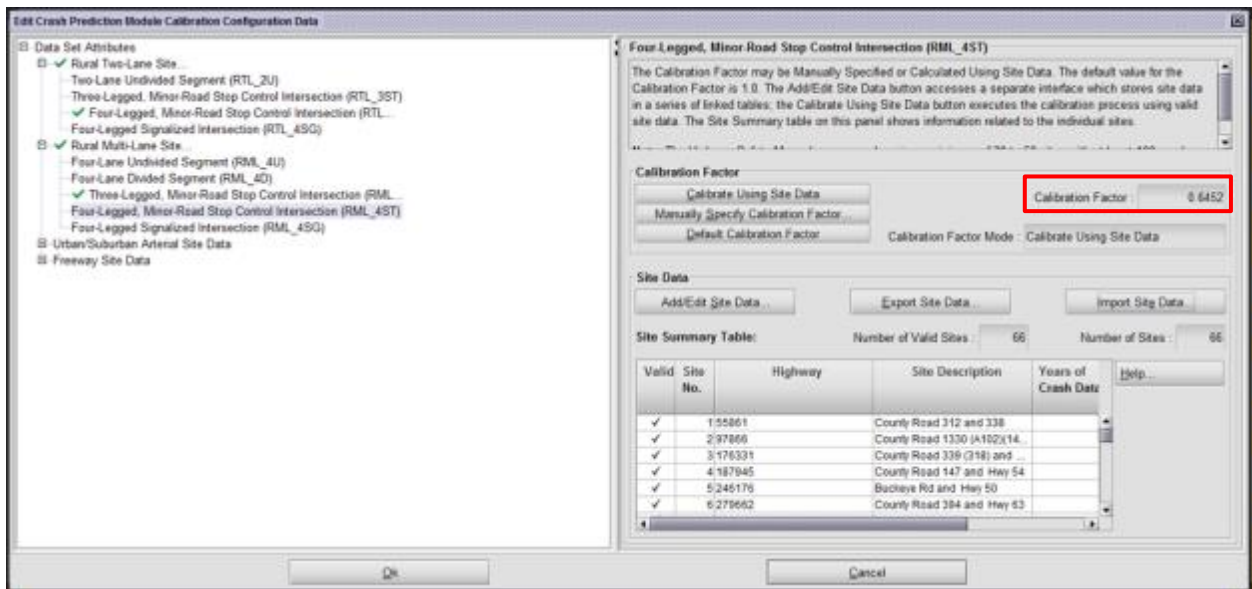 Edit Crash Prediction Module Calibration Configuration Data
Data Set Attributes
Rural Two-Lane Site...
Two-Lane Undivided Segment (RTL_2U)
Three-Legged, Minor-Road Stop Control Intersection (RTL_3ST)
Four-Legged, Minor-Road Stop Control Intersection (RTL...
Four-Legged Signalized Intersection (RTL_4SG)
Rural Multi-Lane Site...
Four-Lane Undivided Segment (RML_4U)
Four-Lane Divided Segment (RML_4D)
Three-Legged, Minor-Road Stop Control Intersection (RML...
Four-Legged, Minor-Road Stop Control Intersection (RML_4ST)
Four-Legged Signalized Intersection (RML_4SG)
Urban/Suburban Arterial Site Data
Freeway Site Data
Four-Legged, Minor-Road Stop Control Intersection (RML_4ST)
The Calibration Factor may be Manually Specified or Calculated Using Site Data. The default value for the
Calibration Factor is 1.0. The Add/Edit Site Data button accesses a separate interface which stores site data
in a series of linked tables; the Calibrate Using Site Data button executes the calibration process using valid
site data. The Site Summary table on this panel shows information related to the individual sites.
Calibration Factor
Calibrate Using Site Data
Calibration Factor : 0.6452
Manually Specify Calibration Factor...
Default Calibration Factor
Calibration Factor Mode : Calibrate Using Site Data
Site Data
Add/Edit Site Data... Export Site Data... Import Site Data...
Site Summary Table: Number of Valid Sites : 66 Number of Sites : 66
Valid Site No. Highway Site Description Years of Crash Data Help...
✓ 1 55861 County Road 312 and 338
✓ 2 97866 County Road 1330 (A102)(14...
✓ 3 176331 County Road 339 (318) and ...
✓ 4 187945 County Road 147 and Hwy 54
✓ 5 246176 Buckeye Rd and Hwy 50
✓ 6 279662 County Road 384 and Hwy 63
Ok Cancel